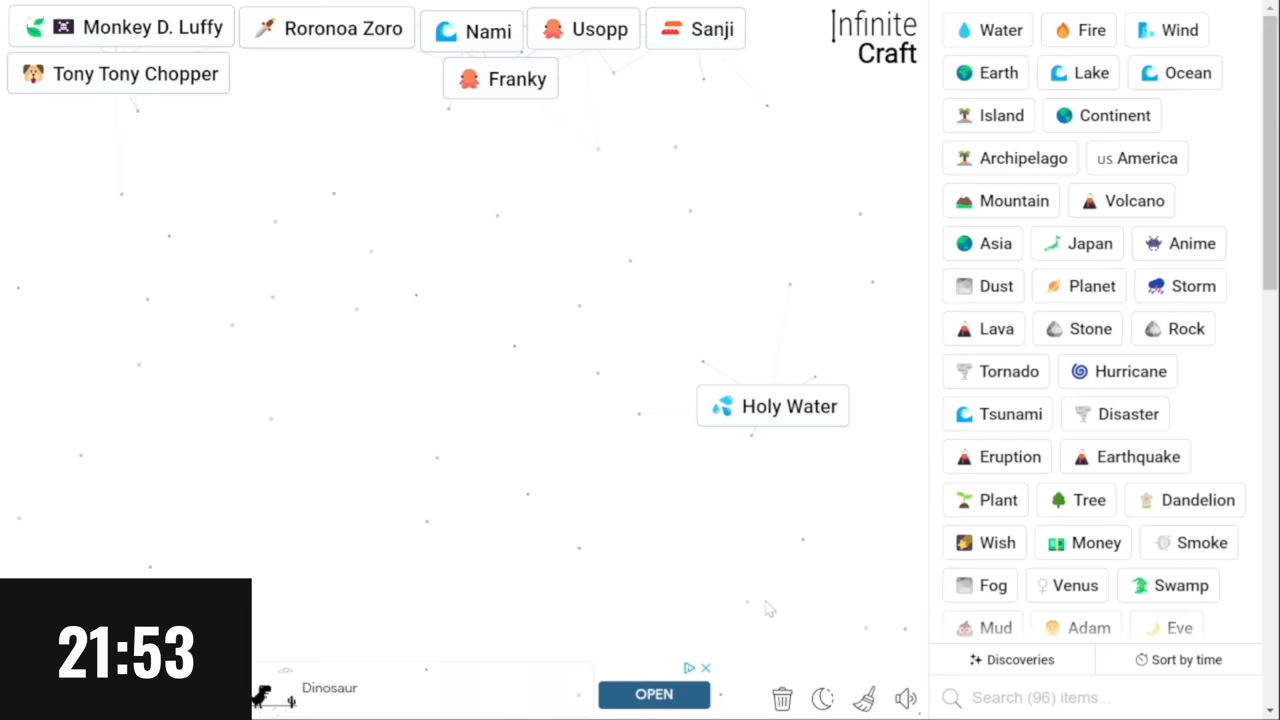 Monkey D. Luffy
Roronoa Zoro
Nami
Usopp
Sanji
Tony Tony Chopper
Franky
Infinite
Craft
Holy Water
Water
Fire
Wind
Earth
Lake
Ocean
Island
Continent
Archipelago
US America
Mountain
Volcano
Asia
Japan
Anime
Dust
Planet
Storm
Lava
Stone
Rock
Tornado
Hurricane
Tsunami
Disaster
Eruption
Earthquake
Plant
Tree
Dandelion
Wish
Money
Smoke
Fog
Venus
Swamp
Mud
Adam
Eve
Discoveries
Sort by time
Search (96) items...
21:53
Dinosaur
OPEN